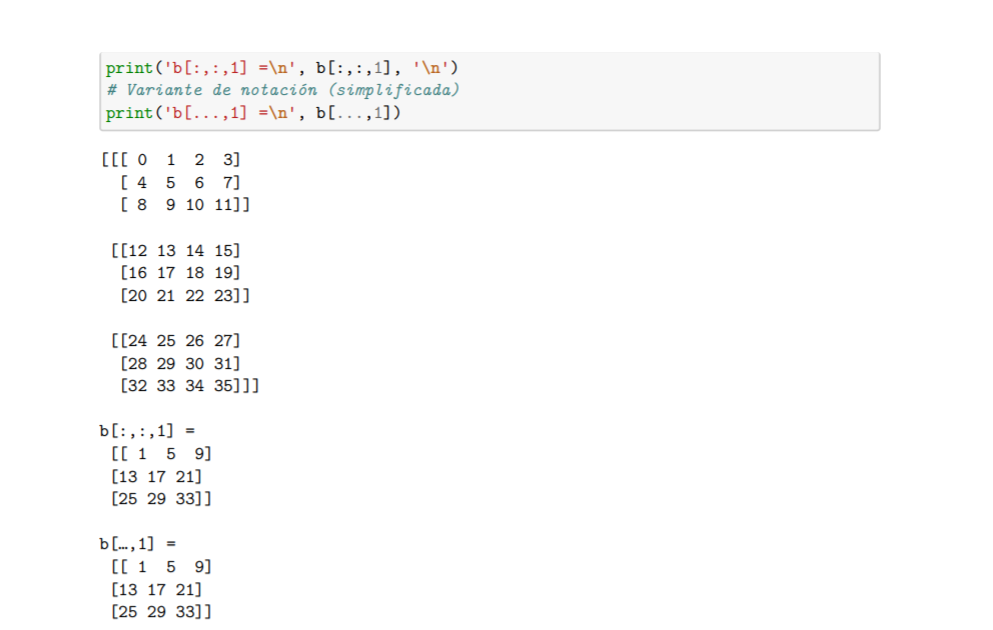 print('b[:,:,1] =\n', b[:,:,1], '\n')
# Variante de notación (simplificada)
print('b[...,1] =\n', b[...,1])
[[[ 0  1  2  3]
  [ 4  5  6  7]
  [ 8  9 10 11]]
 [[12 13 14 15]
  [16 17 18 19]
  [20 21 22 23]]
 [[24 25 26 27]
  [28 29 30 31]
  [32 33 34 35]]]
b[:,:,1] =
 [[ 1  5  9]
 [13 17 21]
 [25 29 33]]
b[…,1] =
 [[ 1  5  9]
 [13 17 21]
 [25 29 33]]